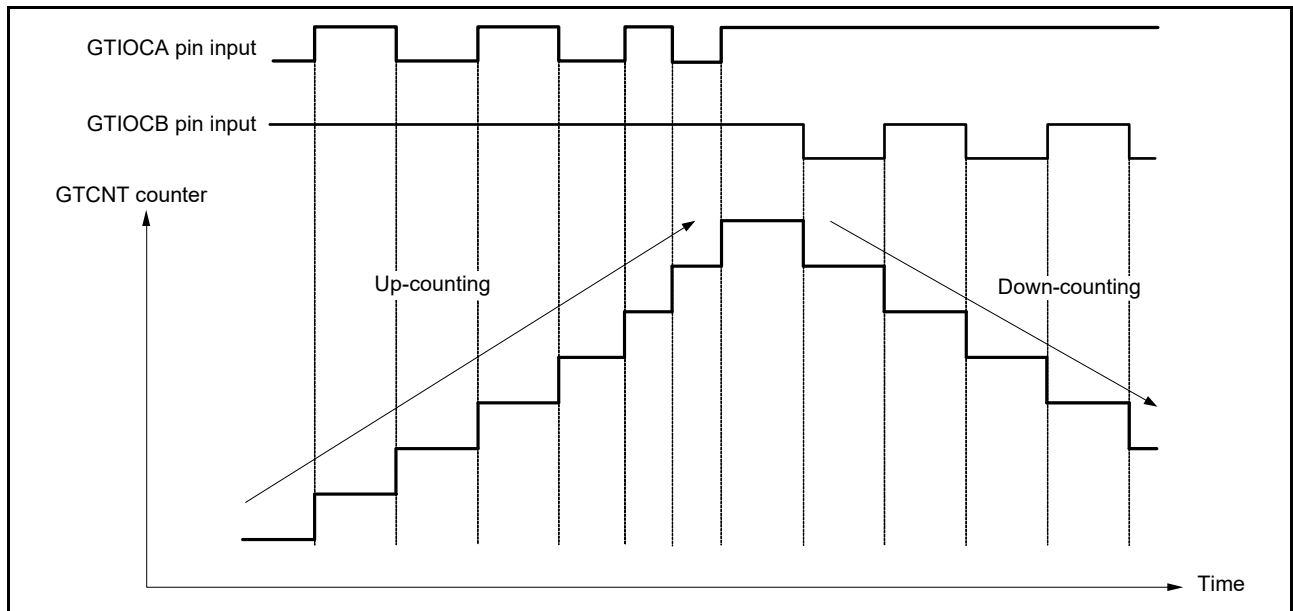 GTIOCA pin input
GTIOCB pin input
GTCNT counter
Up-counting
Down-counting
Time